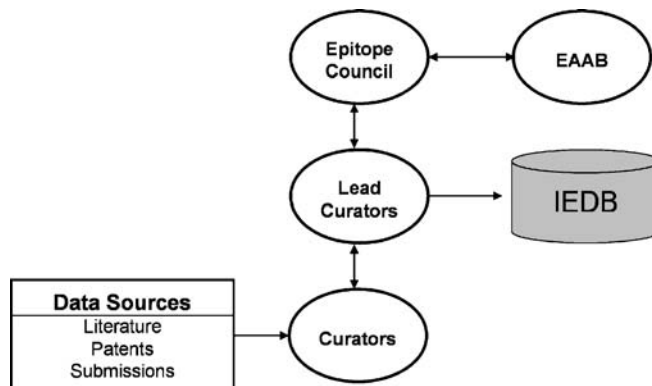 Epitope
Council
EAAB
Lead
Curators
IEDB
Data Sources
Literature
Patents
Submissions
Curators